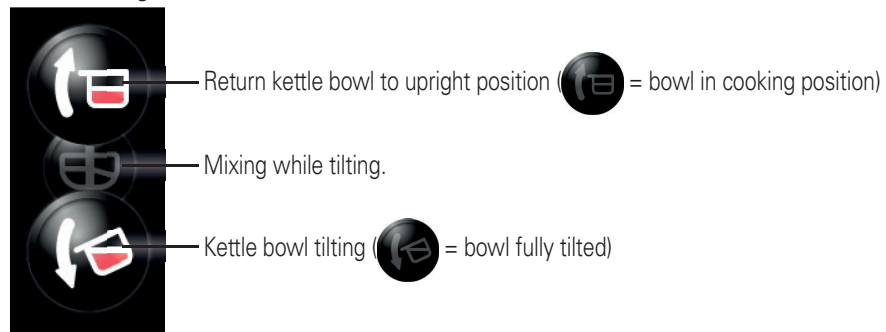 Return kettle bowl to upright position ( = bowl in cooking position)
Mixing while tilting.
Kettle bowl tilting ( = bowl fully tilted)